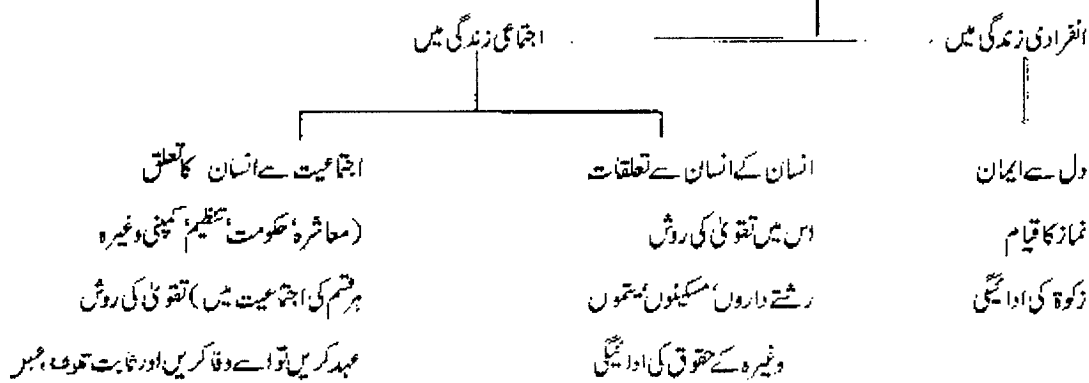 انفرادی زندگی میں
اجتماعی زندگی میں
دل سے ایمان
نماز کا قیام
زکوة کی ادائیگی
انسان کے انسان سے تعلقات
اس میں تقویٰ کی روش
رشتے داروں، مسکینوں، یتیموں
وغیرہ کے حقوق کی ادائیگی
اجتماعیت سے انسان کا تعلق
(معاشرہ، حکومت، تنظیم، کمپنی وغیرہ
ہر قسم کی اجتماعیت میں) تقویٰ کی روش
عہد کریں تو اسے وفا کریں اور ثابت صبر